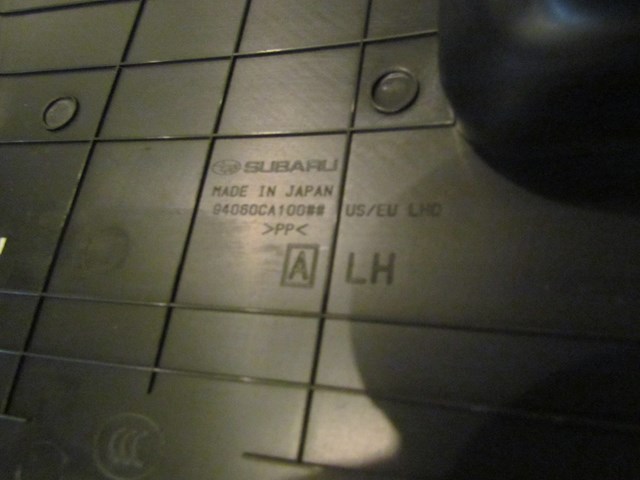 SUBARU
MADE IN JAPAN
94060CA100## US/EU LHD
>PP<
A LH